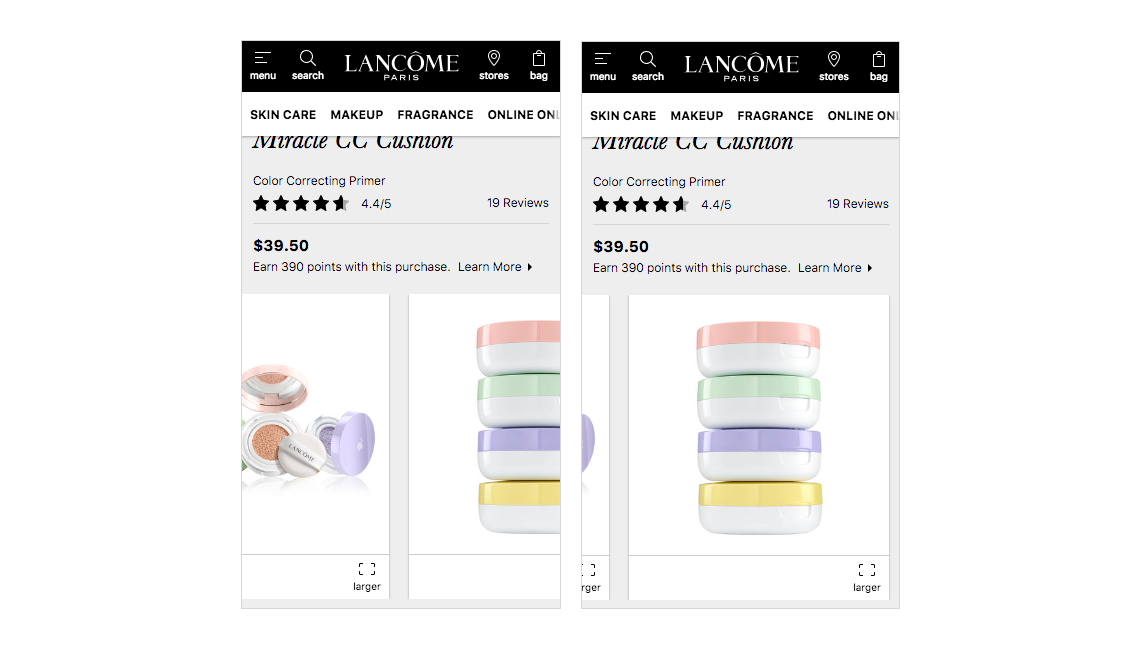 menu search LANCÔME PARIS stores bag
SKIN CARE MAKEUP FRAGRANCE ONLINE
Miracle CC Cushion
Color Correcting Primer
4.4/5 19 Reviews
$39.50
Earn 390 points with this purchase. Learn More
LANCÔME
larger
menu search LANCÔME PARIS stores bag
SKIN CARE MAKEUP FRAGRANCE ONLINE
Miracle CC Cushion
Color Correcting Primer
4.4/5 19 Reviews
$39.50
Earn 390 points with this purchase. Learn More
larger